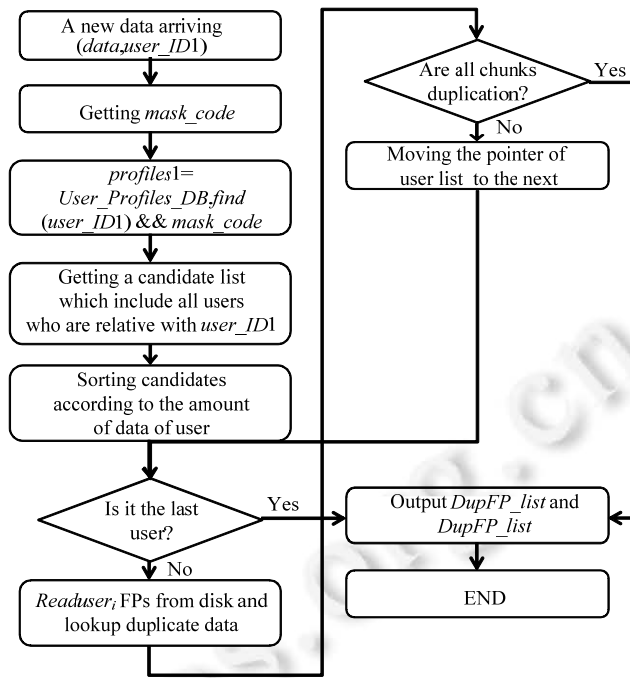 A new data arriving
(data,user_ID1)
Getting mask_code
profiles1=
User_Profiles_DB.find
(user_ID1) && mask_code
Getting a candidate list
which include all users
who are relative with user_ID1
Sorting candidates
according to the amount
of data of user
Is it the last
user?
Yes
No
Readuseri FPs from disk and
lookup duplicate data
Are all chunks
duplication?
Yes
No
Moving the pointer of
user list to the next
Output DupFP_list and
DupFP_list
END